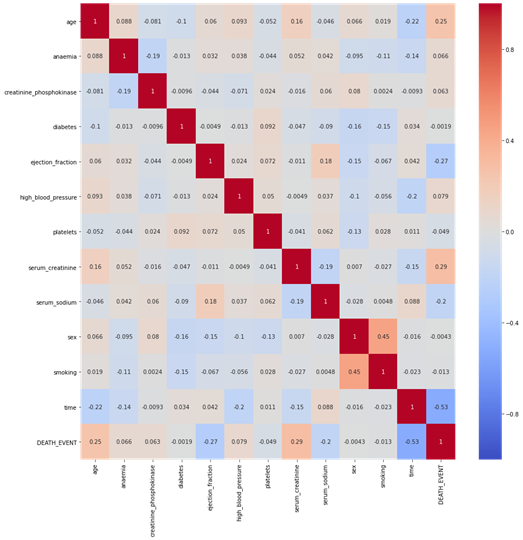 age 1 0.088 -0.081 -0.1 0.06 0.093 -0.052 0.16 -0.046 0.066 0.019 -0.22 0.25
anaemia 0.088 1 -0.19 -0.013 0.032 0.038 -0.044 0.052 0.042 -0.095 -0.11 -0.14 0.066
creatinine_phosphokinase -0.081 -0.19 1 -0.0096 -0.044 -0.071 0.024 -0.016 0.06 0.08 0.0024 -0.0093 0.063
diabetes -0.1 -0.013 -0.0096 1 -0.0049 -0.013 0.092 -0.047 -0.09 -0.16 -0.15 0.034 -0.0019
ejection_fraction 0.06 0.032 -0.044 -0.0049 1 0.024 0.072 -0.011 0.18 -0.15 -0.067 0.042 -0.27
high_blood_pressure 0.093 0.038 -0.071 -0.013 0.024 1 0.05 -0.0049 0.037 -0.1 -0.056 -0.2 0.079
platelets -0.052 -0.044 0.024 0.092 0.072 0.05 1 -0.041 0.062 -0.13 0.028 0.011 -0.049
serum_creatinine 0.16 0.052 -0.016 -0.047 -0.011 -0.0049 -0.041 1 -0.19 0.007 -0.027 -0.15 0.29
serum_sodium -0.046 0.042 0.06 -0.09 0.18 0.037 0.062 -0.19 1 -0.028 0.0048 0.088 -0.2
sex 0.066 -0.095 0.08 -0.16 -0.15 -0.1 -0.13 0.007 -0.028 1 0.45 -0.016 -0.0043
smoking 0.019 -0.11 0.0024 -0.15 -0.067 -0.056 0.028 -0.027 0.0048 0.45 1 -0.023 -0.013
time -0.22 -0.14 -0.0093 0.034 0.042 -0.2 0.011 -0.15 0.088 -0.016 -0.023 1 -0.53
DEATH_EVENT 0.25 0.066 0.063 -0.0019 -0.27 0.079 -0.049 0.29 -0.2 -0.0043 -0.013 -0.53 1
age anaemia creatinine_phosphokinase diabetes ejection_fraction high_blood_pressure platelets serum_creatinine serum_sodium sex smoking time DEATH_EVENT
0.8
0.4
0.0
−0.4
−0.8